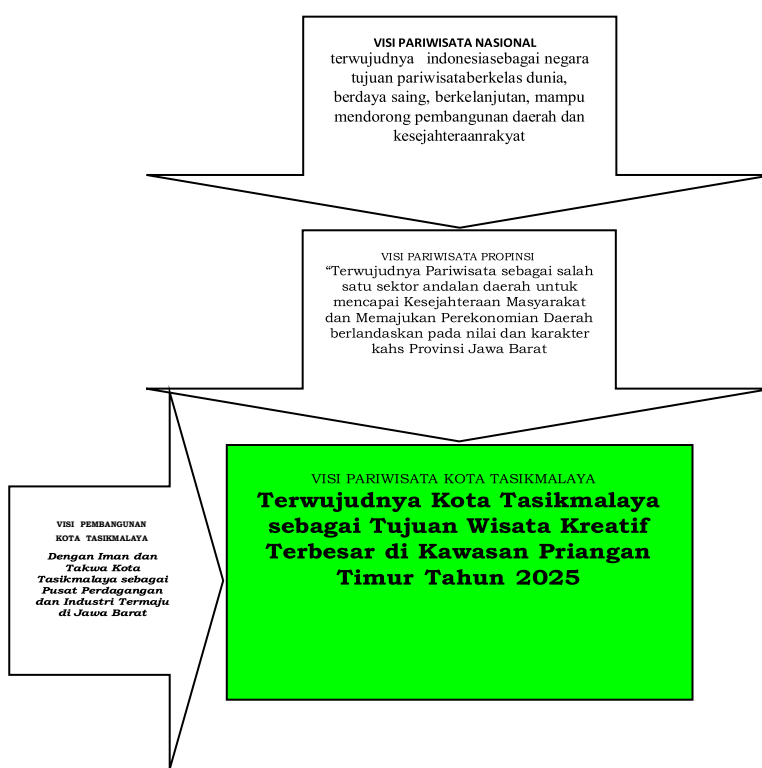 VISI PARIWISATA NASIONAL
terwujudnya indonesiasebagai negara
tujuan pariwisataberkelas dunia,
berdaya saing, berkelanjutan, mampu
mendorong pembangunan daerah dan
kesejahteraanrakyat
VISI PARIWISATA PROPINSI
“Terwujudnya Pariwisata sebagai salah
satu sektor andalan daerah untuk
mencapai Kesejahteraan Masyarakat
dan Memajukan Perekonomian Daerah
berlandaskan pada nilai dan karakter
kahs Provinsi Jawa Barat
VISI PEMBANGUNAN
KOTA TASIKMALAYA
Dengan Iman dan
Takwa Kota
Tasikmalaya sebagai
Pusat Perdagangan
dan Industri Termaju
di Jawa Barat
VISI PARIWISATA KOTA TASIKMALAYA
Terwujudnya Kota Tasikmalaya
sebagai Tujuan Wisata Kreatif
Terbesar di Kawasan Priangan
Timur Tahun 2025